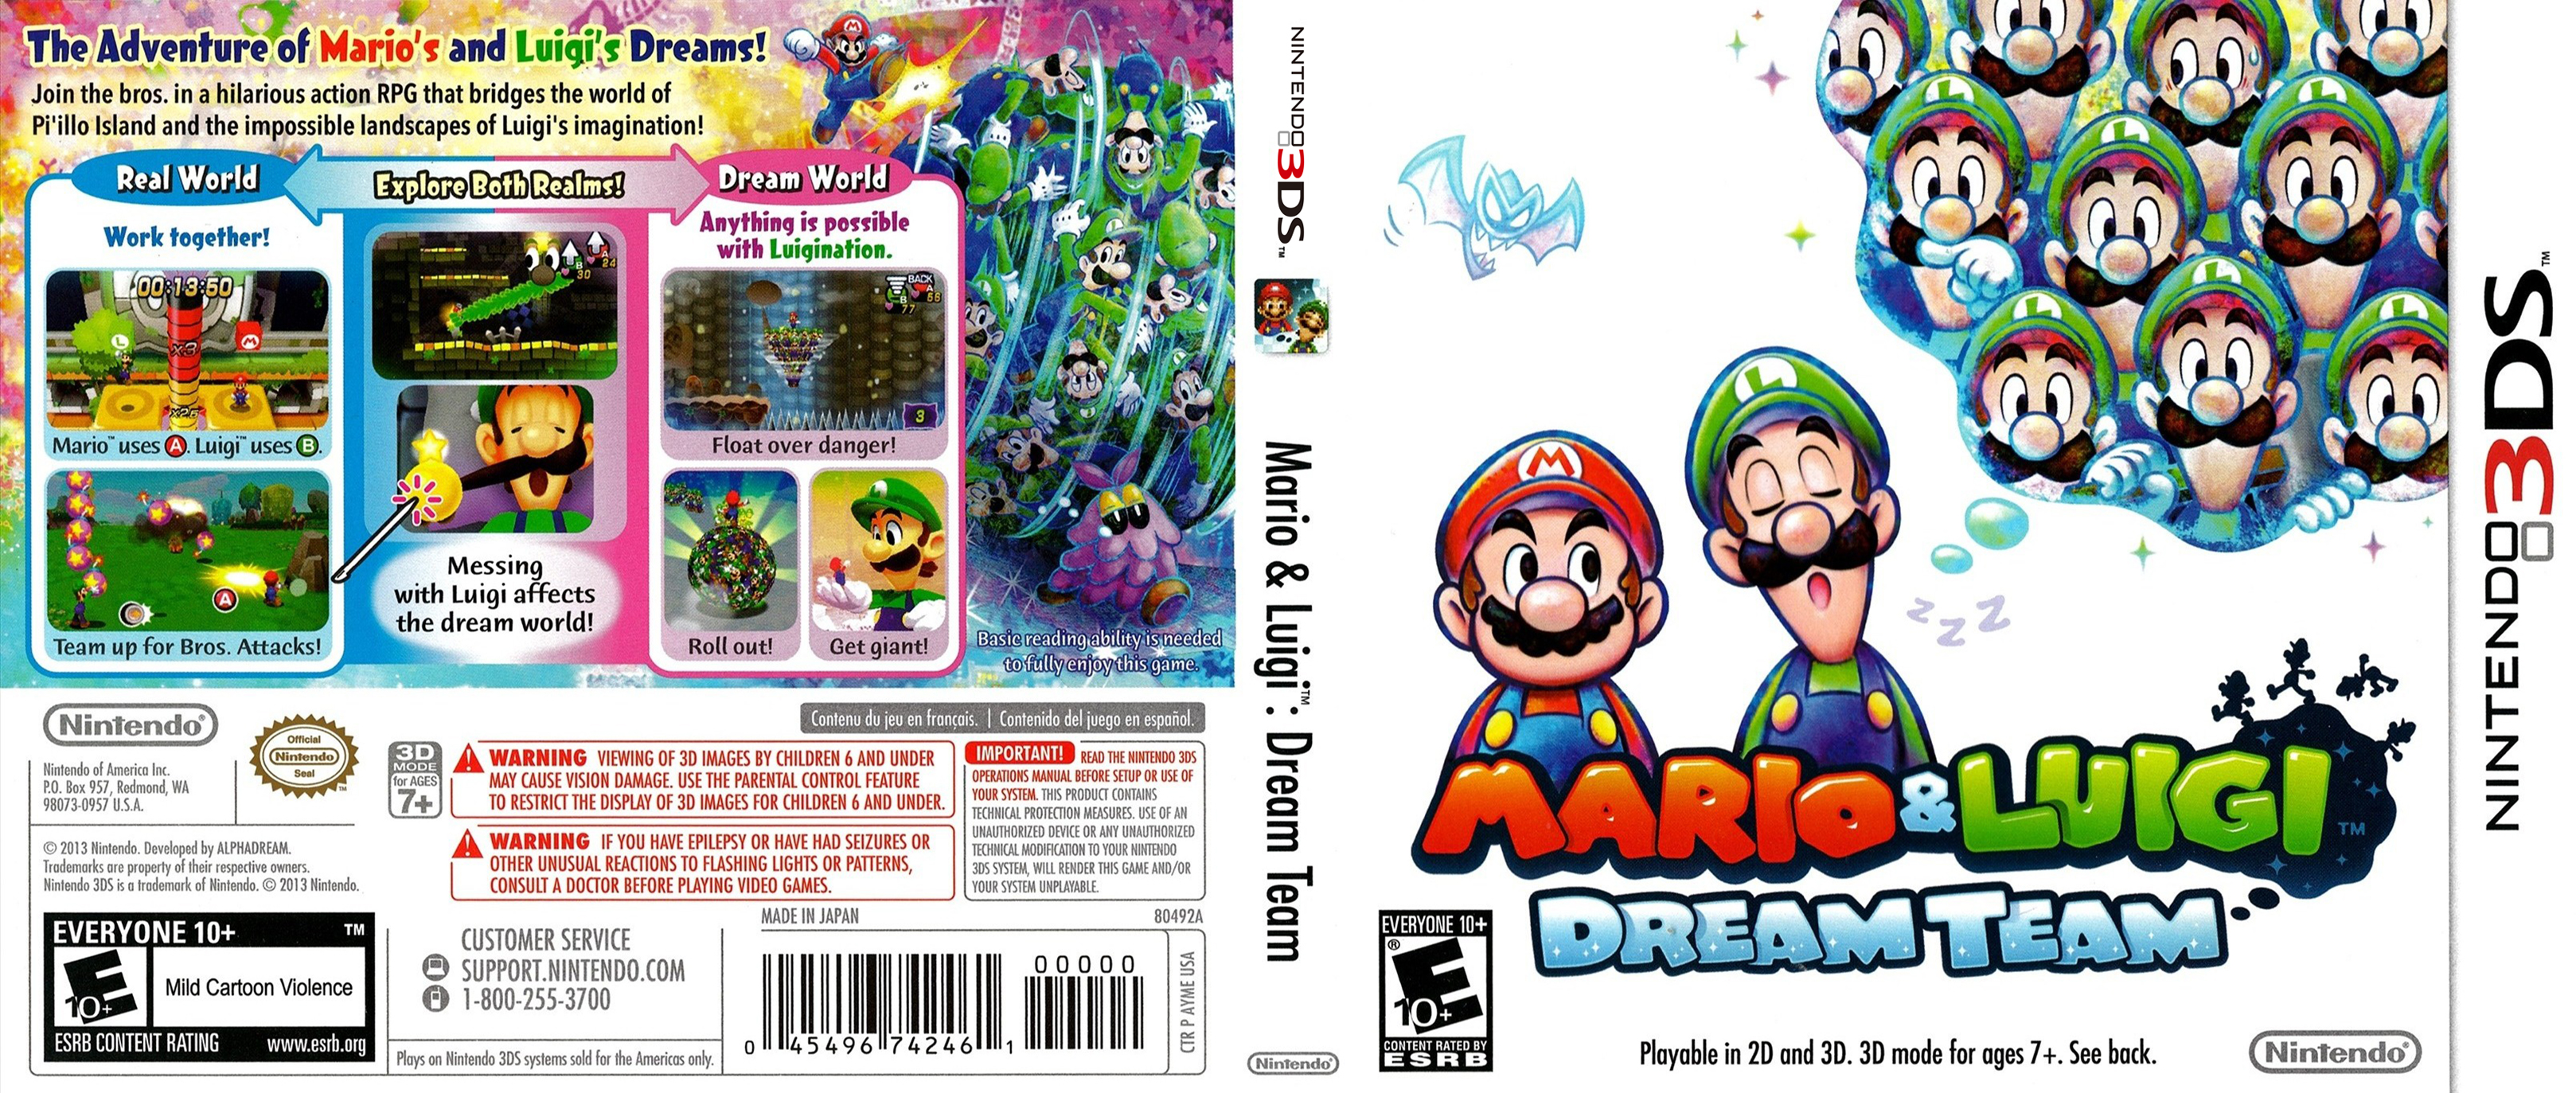 The Adventure of Mario's and Luigi's Dreams!
Join the bros. in a hilarious action RPG that bridges the world of
Pi'illo Island and the impossible landscapes of Luigi's imagination!
Real World
Explore Both Realms!
Dream World
Work together!
00:13:50
L
M
x3
x26
Mario™ uses A. Luigi™ uses B.
A
Team up for Bros. Attacks!
B
30
A
24
Messing
with Luigi affects
the dream world!
Anything is possible
with Luigination.
BACK
A
66
B
77
3
Float over danger!
Roll out!
Get giant!
Basic reading ability is needed
to fully enjoy this game.
Nintendo®
Nintendo of America Inc.
P.O. Box 957, Redmond, WA
98073-0957 U.S.A.
Official
Nintendo
Seal
™
© 2013 Nintendo. Developed by ALPHADREAM.
Trademarks are property of their respective owners.
Nintendo 3DS is a trademark of Nintendo. © 2013 Nintendo.
Contenu du jeu en français. | Contenido del juego en español.
3D
MODE
for AGES
7+
WARNING VIEWING OF 3D IMAGES BY CHILDREN 6 AND UNDER
MAY CAUSE VISION DAMAGE. USE THE PARENTAL CONTROL FEATURE
TO RESTRICT THE DISPLAY OF 3D IMAGES FOR CHILDREN 6 AND UNDER.
WARNING IF YOU HAVE EPILEPSY OR HAVE HAD SEIZURES OR
OTHER UNUSUAL REACTIONS TO FLASHING LIGHTS OR PATTERNS,
CONSULT A DOCTOR BEFORE PLAYING VIDEO GAMES.
IMPORTANT! READ THE NINTENDO 3DS
OPERATIONS MANUAL BEFORE SETUP OR USE OF
YOUR SYSTEM. THIS PRODUCT CONTAINS
TECHNICAL PROTECTION MEASURES. USE OF AN
UNAUTHORIZED DEVICE OR ANY UNAUTHORIZED
TECHNICAL MODIFICATION TO YOUR NINTENDO
3DS SYSTEM, WILL RENDER THIS GAME AND/OR
YOUR SYSTEM UNPLAYABLE.
MADE IN JAPAN
80492A
EVERYONE 10+ ™
E
10+
Mild Cartoon Violence
ESRB CONTENT RATING www.esrb.org
CUSTOMER SERVICE
SUPPORT.NINTENDO.COM
1-800-255-3700
Plays on Nintendo 3DS systems sold for the Americas only.
00000
0 45496 74246 1
CTR P AYME USA
NINTENDO 3DS™
Mario & Luigi™: Dream Team
Nintendo®
L
L
L
L
L
L
L
M
L
z z z
MARIO & LUIGI™
DREAM TEAM
EVERYONE 10+
®
E
10+
CONTENT RATED BY
ESRB
Playable in 2D and 3D. 3D mode for ages 7+. See back.
Nintendo®
NINTENDO 3DS™